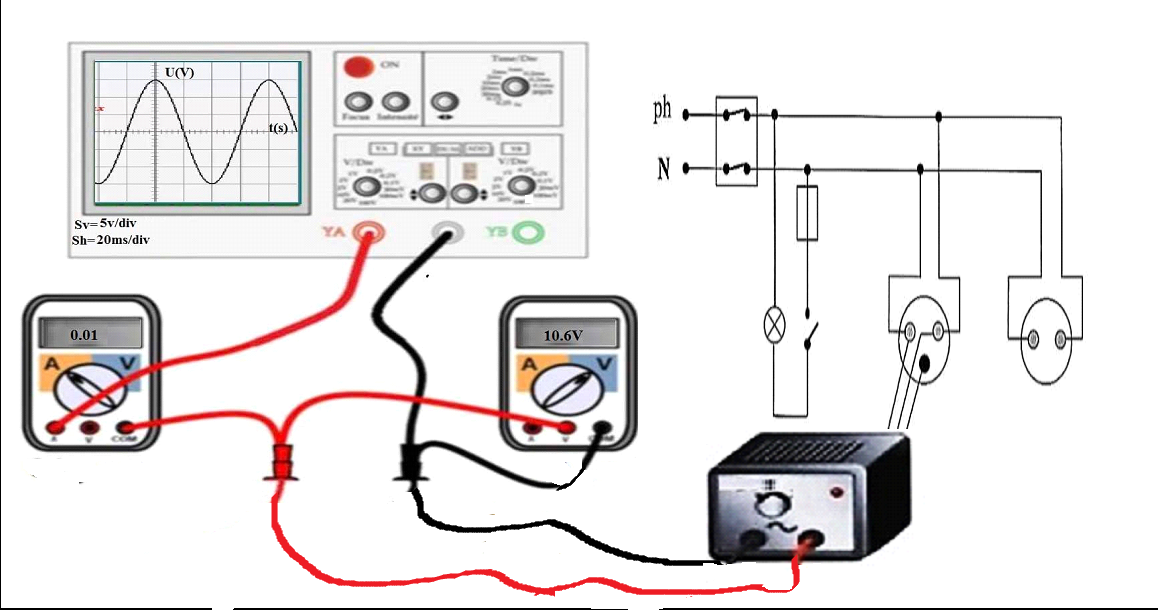 U(V)
t(s)
x
Sv=5v/div
Sh=20ms/div
ON
Focus
Intensité
Time/Div
YA
XY
DUAL
ADD
YB
V/Div
V/Div
YA
YB
0.01
A
V
A
V
COM
10.6V
A
V
A
V
COM
ph
N